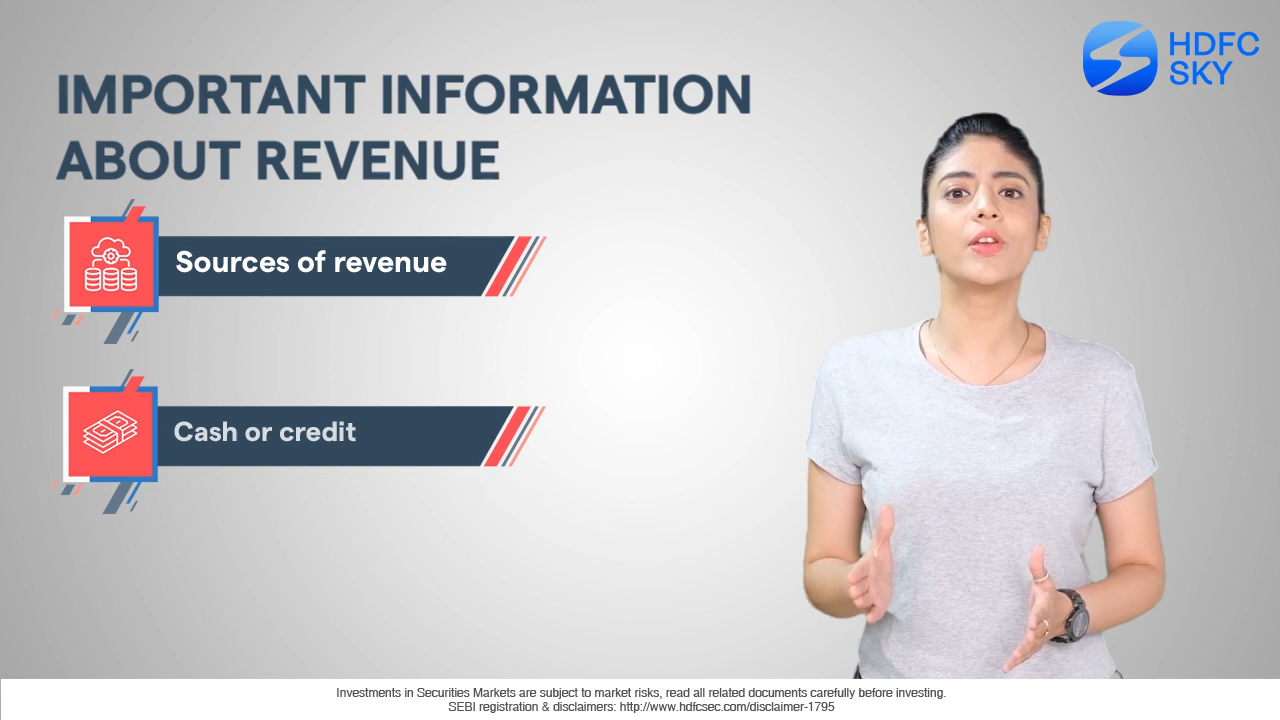 HDFC
SKY
IMPORTANT INFORMATION
ABOUT REVENUE
Sources of revenue
Cash or credit
Investments in Securities Markets are subject to market risks, read all related documents carefully before investing.
SEBI registration & disclaimers: http://www.hdfcsec.com/disclaimer-1795